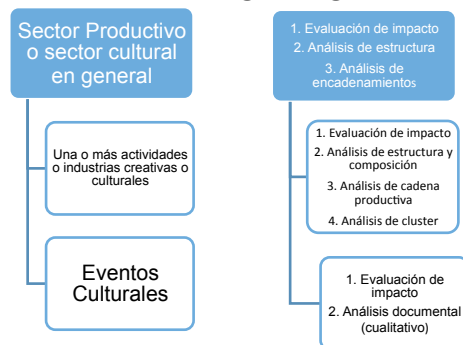 Sector Productivo
o sector cultural
en general
Una o más actividades
o industrias creativas o
culturales
Eventos
Culturales
1. Evaluación de impacto
2. Análisis de estructura
3. Análisis de
encadenamientos
1. Evaluación de impacto
2. Análisis de estructura y
composición
3. Análisis de cadena
productiva
4. Análisis de cluster
1. Evaluación de
impacto
2. Análisis documental
(cualitativo)